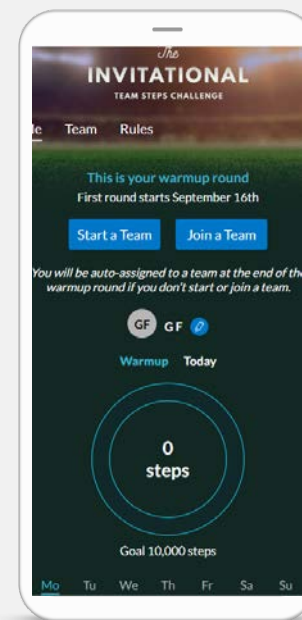 The
INVITATIONAL
TEAM STEPS CHALLENGE
Team Rules
This is your warmup round
First round starts September 16th
Start a Team Join a Team
You will be auto-assigned to a team at the end of the
warmup round if you don't start or join a team.
GF G F
Warmup Today
0
steps
Goal 10,000 steps
Mo Tu We Th Fr Sa Su